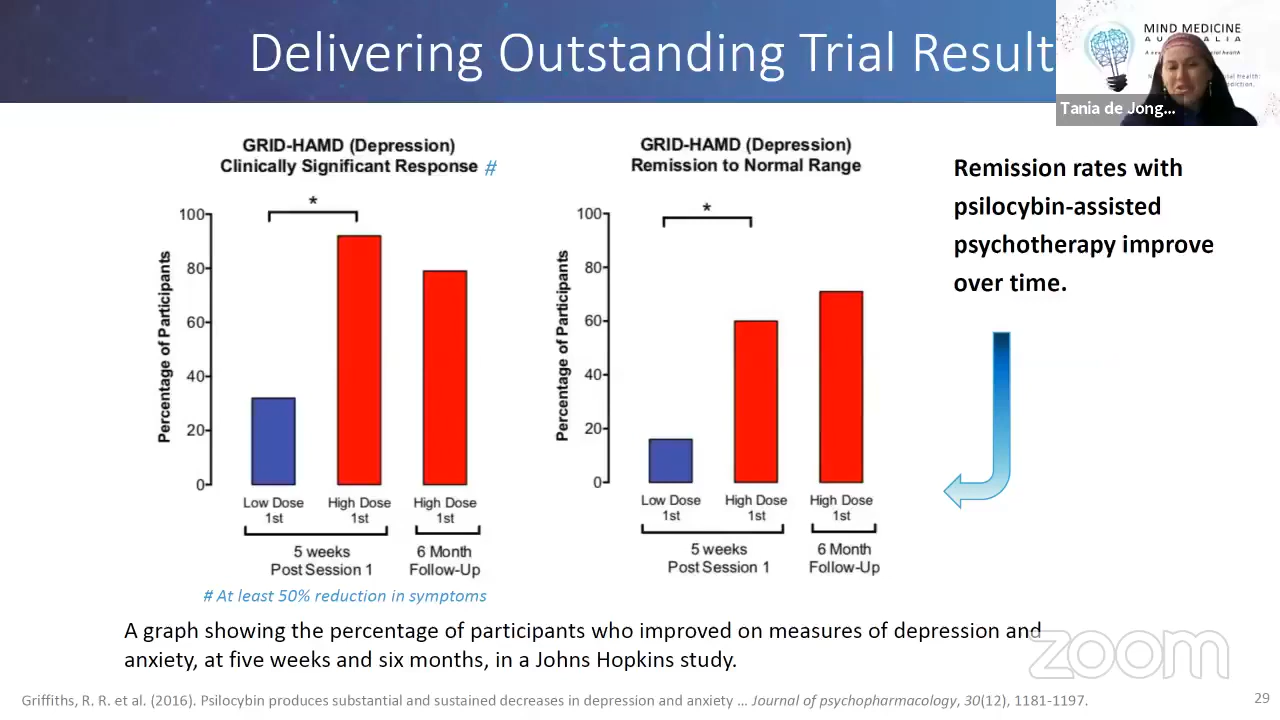 Delivering Outstanding Trial Result
MIND MEDICINE
AUSTRALIA
Tania de Jong...
GRID-HAMD (Depression)
Clinically Significant Response #
*
Percentage of Participants
100
80
60
40
20
0
Low Dose
1st
High Dose
1st
High Dose
1st
5 weeks
Post Session 1
6 Month
Follow-Up
# At least 50% reduction in symptoms
GRID-HAMD (Depression)
Remission to Normal Range
*
Percentage of Participants
100
80
60
40
20
0
Low Dose
1st
High Dose
1st
High Dose
1st
5 weeks
Post Session 1
6 Month
Follow-Up
Remission rates with
psilocybin-assisted
psychotherapy improve
over time.
A graph showing the percentage of participants who improved on measures of depression and
anxiety, at five weeks and six months, in a Johns Hopkins study.
zoom
Griffiths, R. R. et al. (2016). Psilocybin produces substantial and sustained decreases in depression and anxiety ... Journal of psychopharmacology, 30(12), 1181-1197.
29